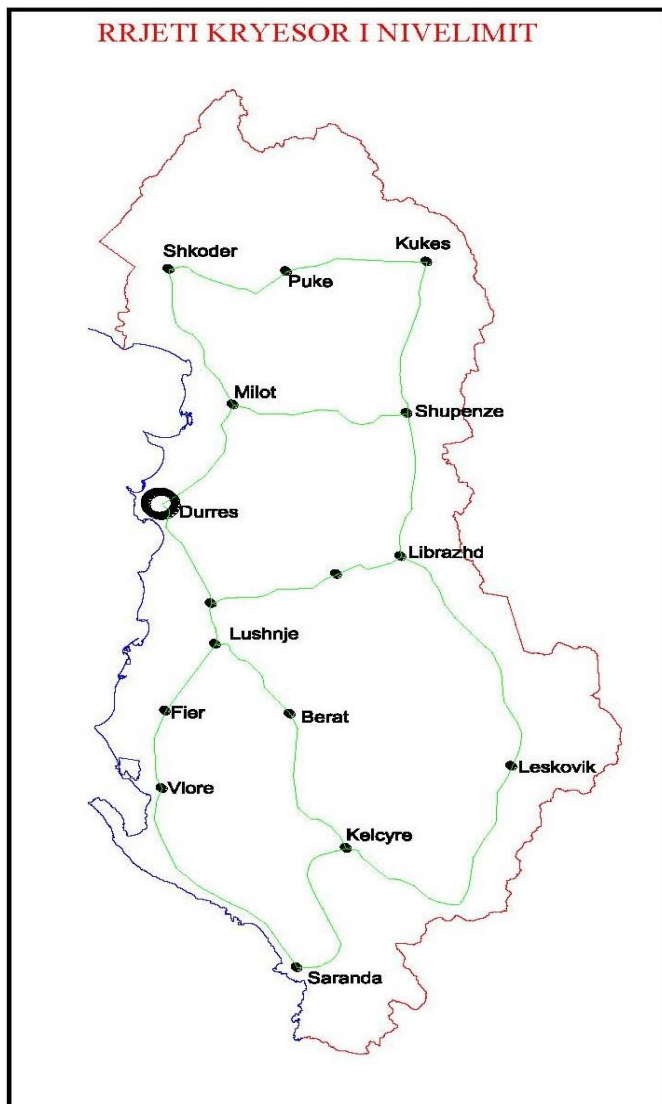 RRJETI KRYESOR I NIVELIMIT
Kukes
Shkoder
Puke
Milot
Shupenze
Durres
Librazhd
Lushnje
Fier
Berat
Leskovik
Vlore
Kelcyre
Saranda